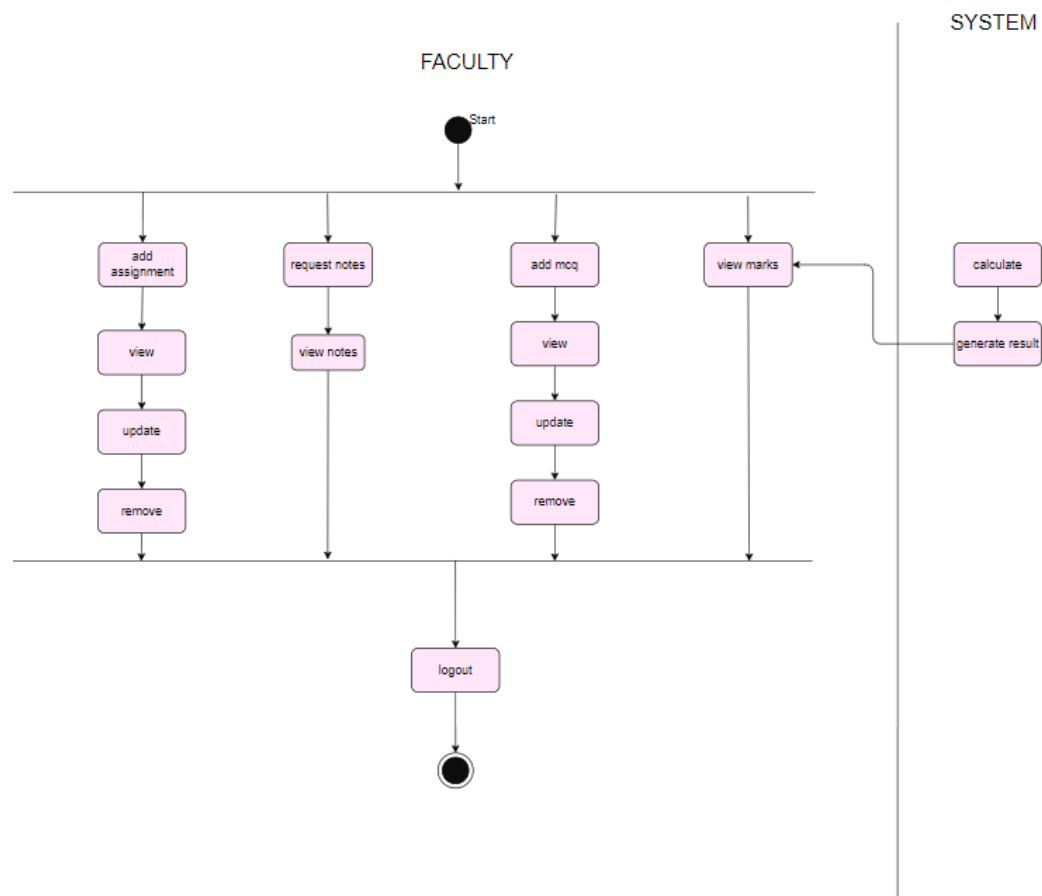 SYSTEM
FACULTY
Start
add
assignment
request notes
add mcq
view marks
calculate
view
view notes
view
generate result
update
update
remove
remove
logout